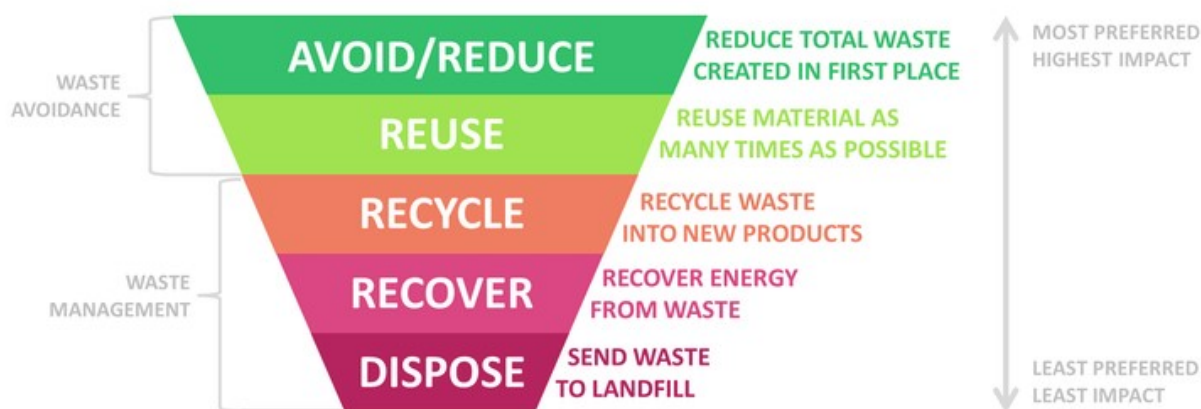 AVOID/REDUCE
REDUCE TOTAL WASTE
CREATED IN FIRST PLACE
MOST PREFERRED
HIGHEST IMPACT
WASTE
AVOIDANCE
REUSE
REUSE MATERIAL AS
MANY TIMES AS POSSIBLE
RECYCLE
RECYCLE WASTE
INTO NEW PRODUCTS
WASTE
MANAGEMENT
RECOVER
RECOVER ENERGY
FROM WASTE
DISPOSE
SEND WASTE
TO LANDFILL
LEAST PREFERRED
LEAST IMPACT